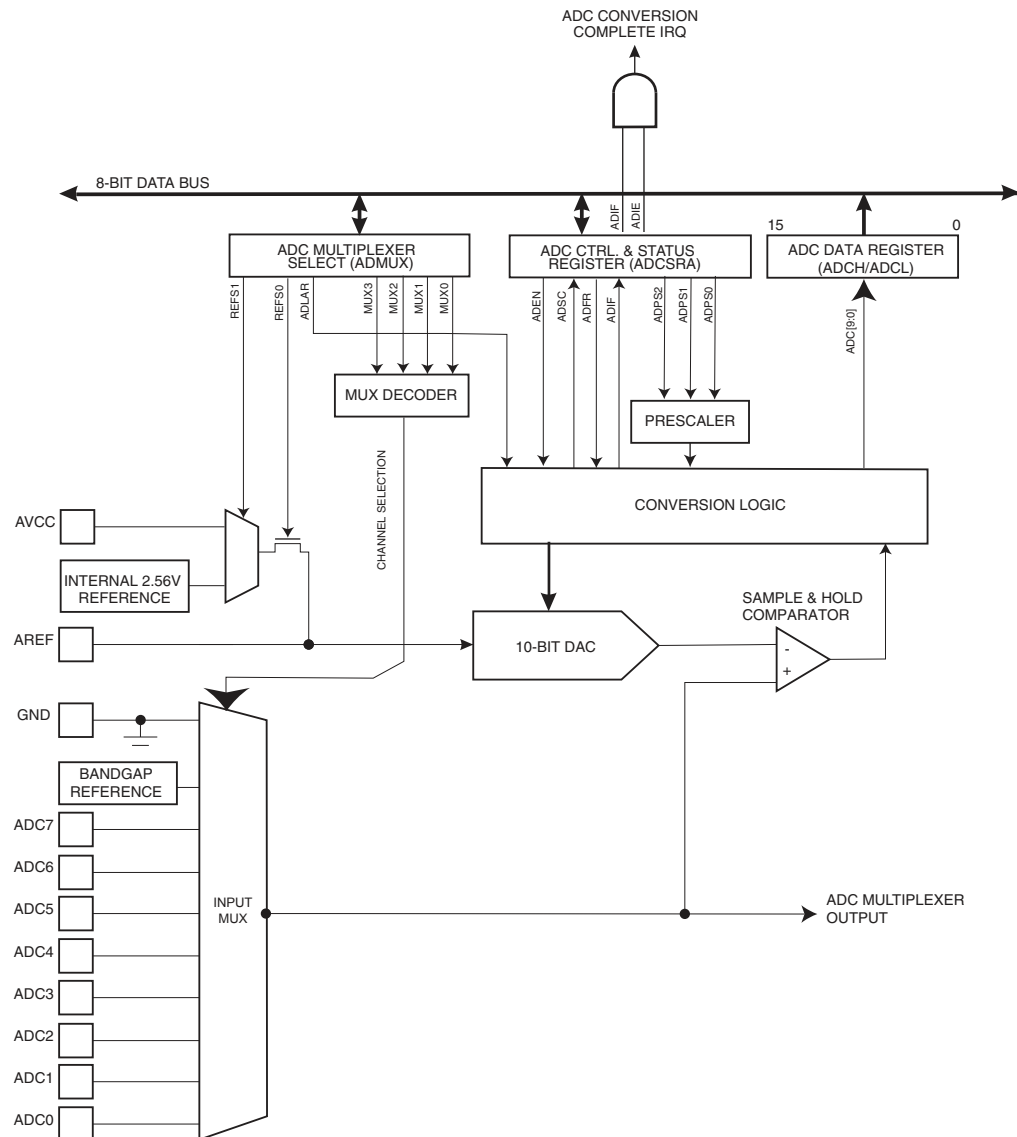 ADC CONVERSION
COMPLETE IRQ
8-BIT DATA BUS
ADIF
ADIE
15
0
ADC MULTIPLEXER
SELECT (ADMUX)
ADC CTRL. & STATUS
REGISTER (ADCSRA)
ADC DATA REGISTER
(ADCH/ADCL)
REFS1
REFS0
ADLAR
MUX3
MUX2
MUX1
MUX0
ADEN
ADSC
ADFR
ADIF
ADPS2
ADPS1
ADPS0
ADC[9:0]
MUX DECODER
PRESCALER
CHANNEL SELECTION
CONVERSION LOGIC
AVCC
INTERNAL 2.56V
REFERENCE
SAMPLE & HOLD
COMPARATOR
AREF
10-BIT DAC
-
+
GND
BANDGAP
REFERENCE
ADC7
ADC6
ADC5
INPUT
MUX
ADC MULTIPLEXER
OUTPUT
ADC4
ADC3
ADC2
ADC1
ADC0